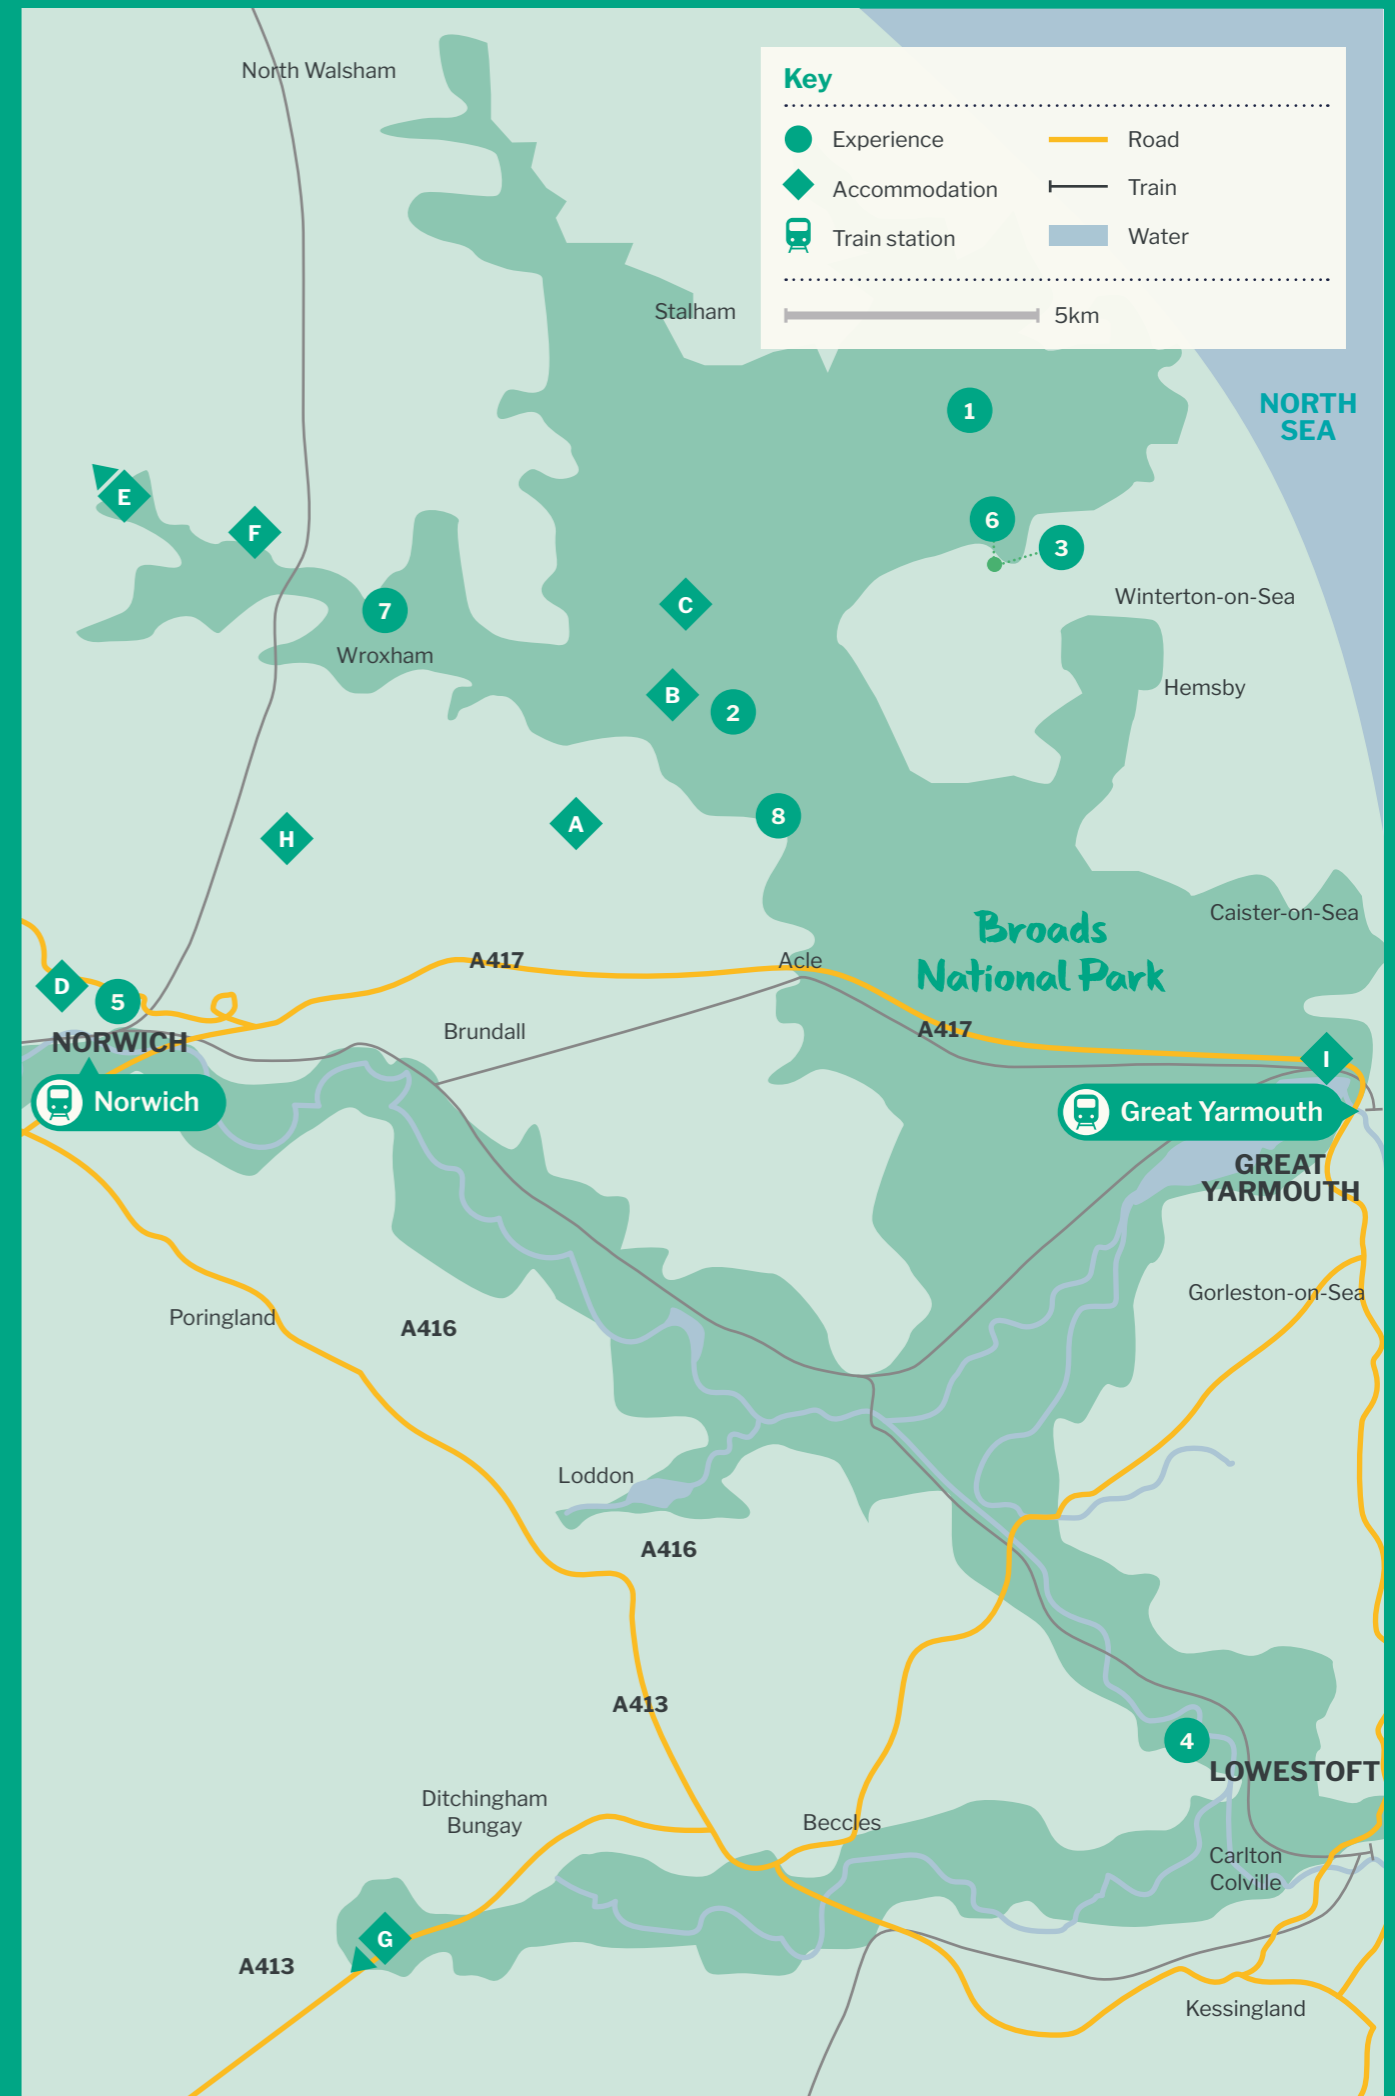 North Walsham
Key
Experience
Road
Accommodation
Train
Train station
Water
5km
Stalham
NORTH
SEA
1
E
F
6
3
C
Winterton-on-Sea
7
Wroxham
B
2
Hemsby
8
A
H
Caister-on-Sea
Broads
National Park
A417
Acle
D
5
NORWICH
Brundall
A417
I
Norwich
Great Yarmouth
GREAT
YARMOUTH
Gorleston-on-Sea
Poringland
A416
Loddon
A416
A413
4
LOWESTOFT
Ditchingham
Bungay
Beccles
Carlton
Colville
G
A413
Kessingland